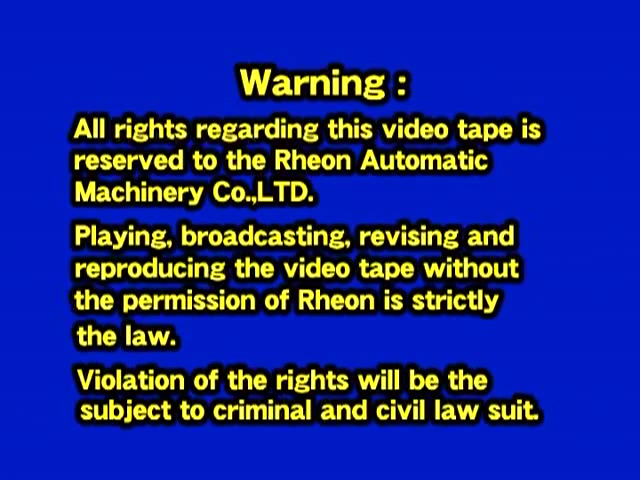 Warning :
All rights regarding this video tape is
reserved to the Rheon Automatic
Machinery Co.,LTD.
Playing, broadcasting, revising and
reproducing the video tape without
the permission of Rheon is strictly
the law.
Violation of the rights will be the
subject to criminal and civil law suit.